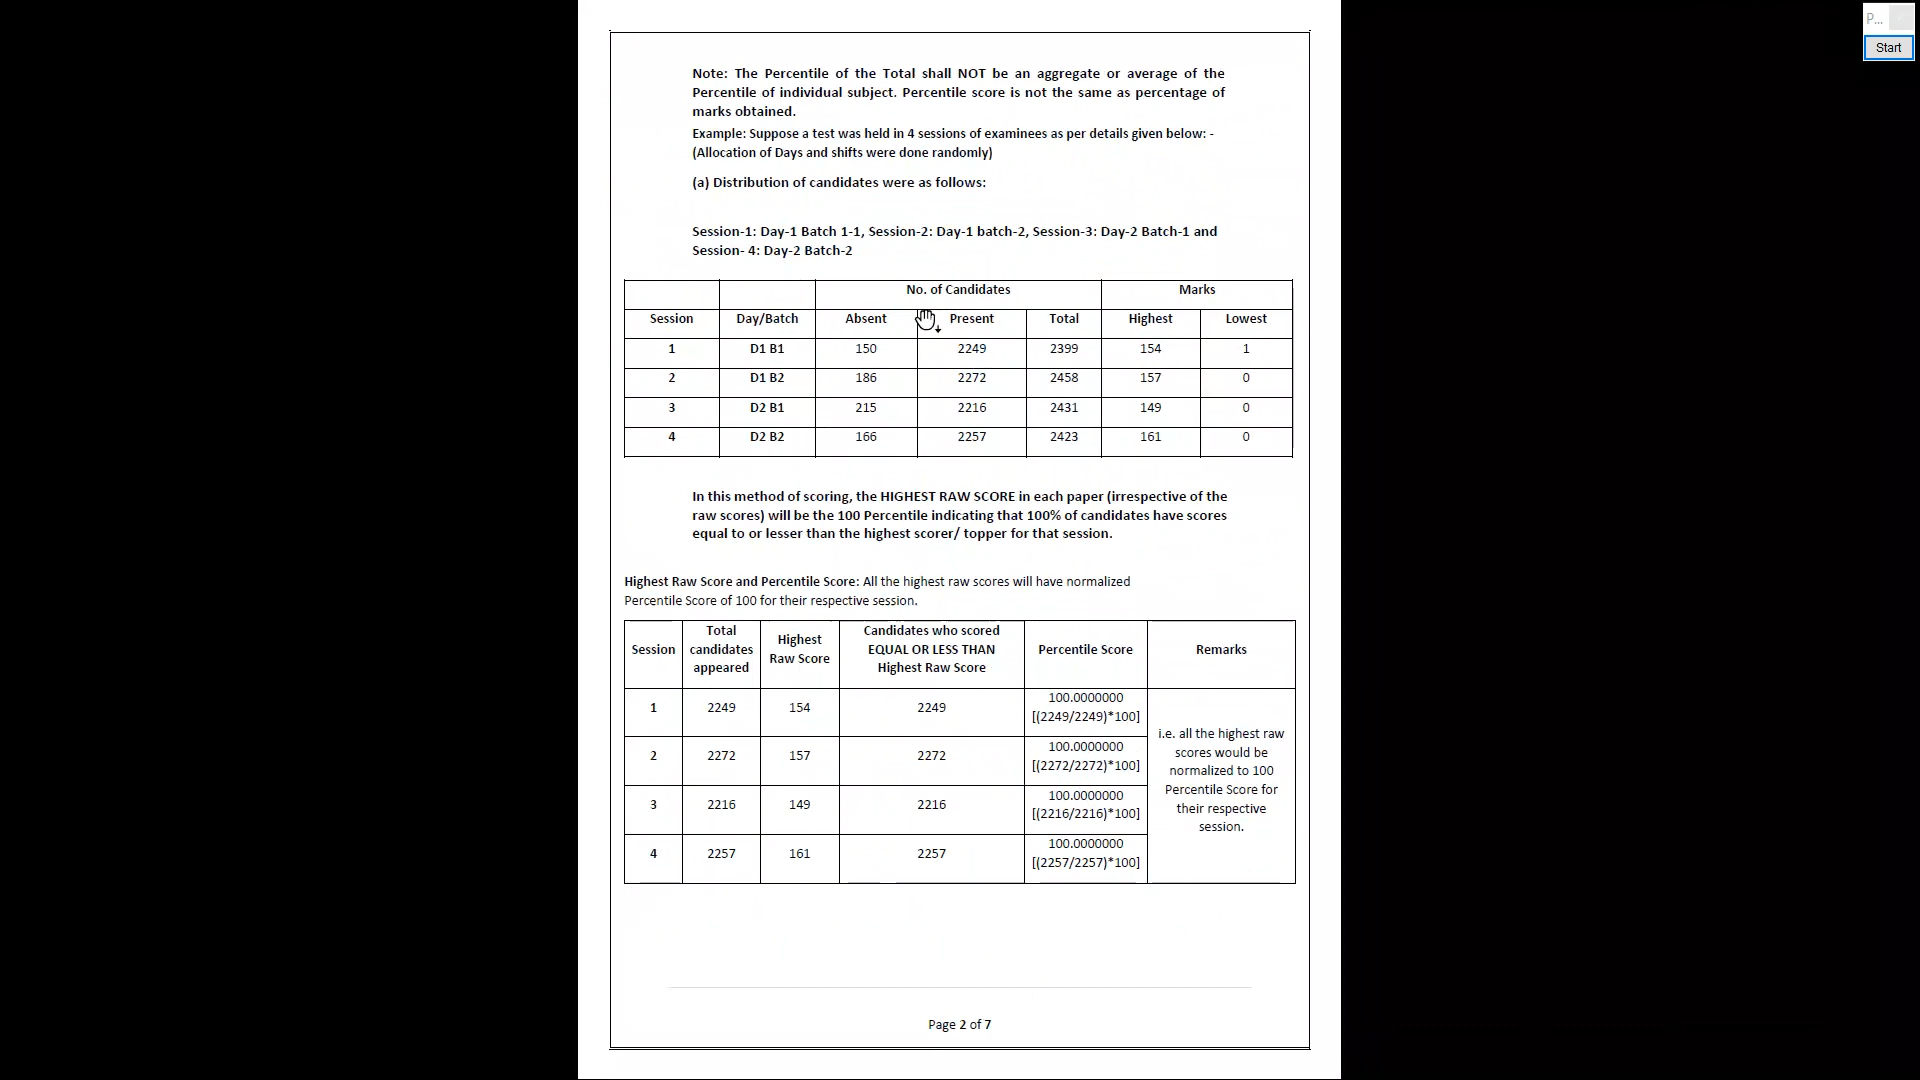 P...
Start
Note: The Percentile of the Total shall NOT be an aggregate or average of the
Percentile of individual subject. Percentile score is not the same as percentage of
marks obtained.
Example: Suppose a test was held in 4 sessions of examinees as per details given below: -
(Allocation of Days and shifts were done randomly)
(a) Distribution of candidates were as follows:
Session-1: Day-1 Batch 1-1, Session-2: Day-1 batch-2, Session-3: Day-2 Batch-1 and
Session- 4: Day-2 Batch-2
No. of Candidates Marks
Session Day/Batch Absent Present Total Highest Lowest
1 D1 B1 150 2249 2399 154 1
2 D1 B2 186 2272 2458 157 0
3 D2 B1 215 2216 2431 149 0
4 D2 B2 166 2257 2423 161 0
In this method of scoring, the HIGHEST RAW SCORE in each paper (irrespective of the
raw scores) will be the 100 Percentile indicating that 100% of candidates have scores
equal to or lesser than the highest scorer/ topper for that session.
Highest Raw Score and Percentile Score: All the highest raw scores will have normalized
Percentile Score of 100 for their respective session.
Session
Total
candidates
appeared
Highest
Raw Score
Candidates who scored
EQUAL OR LESS THAN
Highest Raw Score
Percentile Score
Remarks
1 2249 154 2249
100.0000000
[(2249/2249)*100]
2 2272 157 2272
100.0000000
[(2272/2272)*100]
3 2216 149 2216
100.0000000
[(2216/2216)*100]
4 2257 161 2257
100.0000000
[(2257/2257)*100]
i.e. all the highest raw
scores would be
normalized to 100
Percentile Score for
their respective
session.
Page 2 of 7